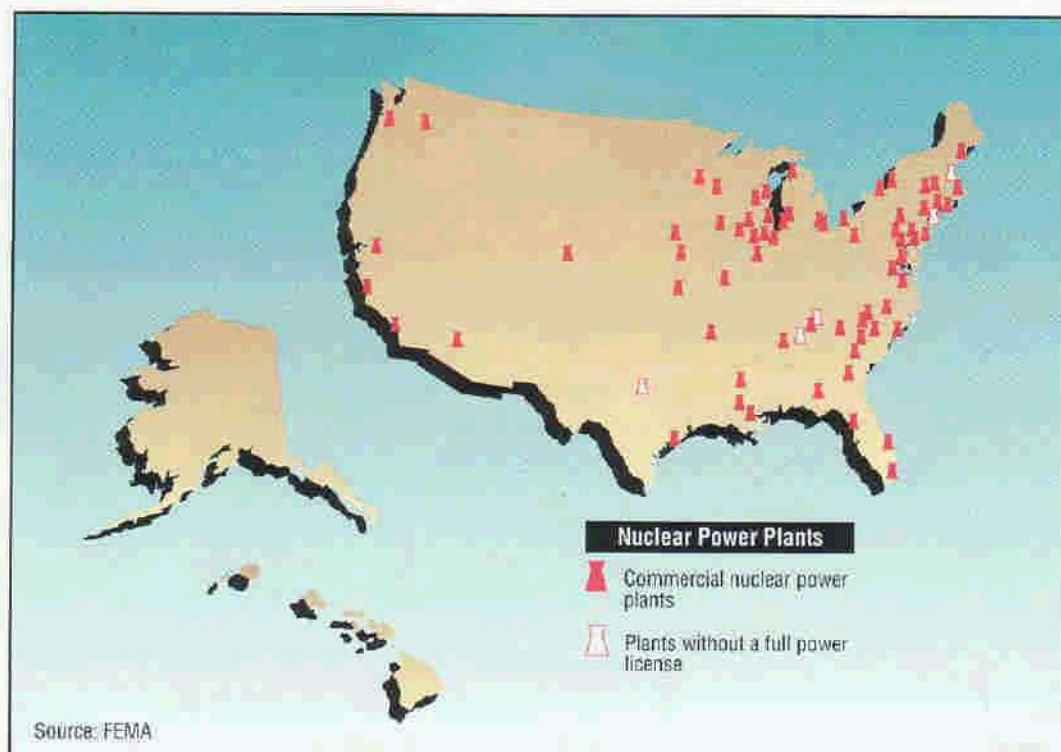 Nuclear Power Plants
Commercial nuclear power
plants
Plants without a full power
license
Source: FEMA